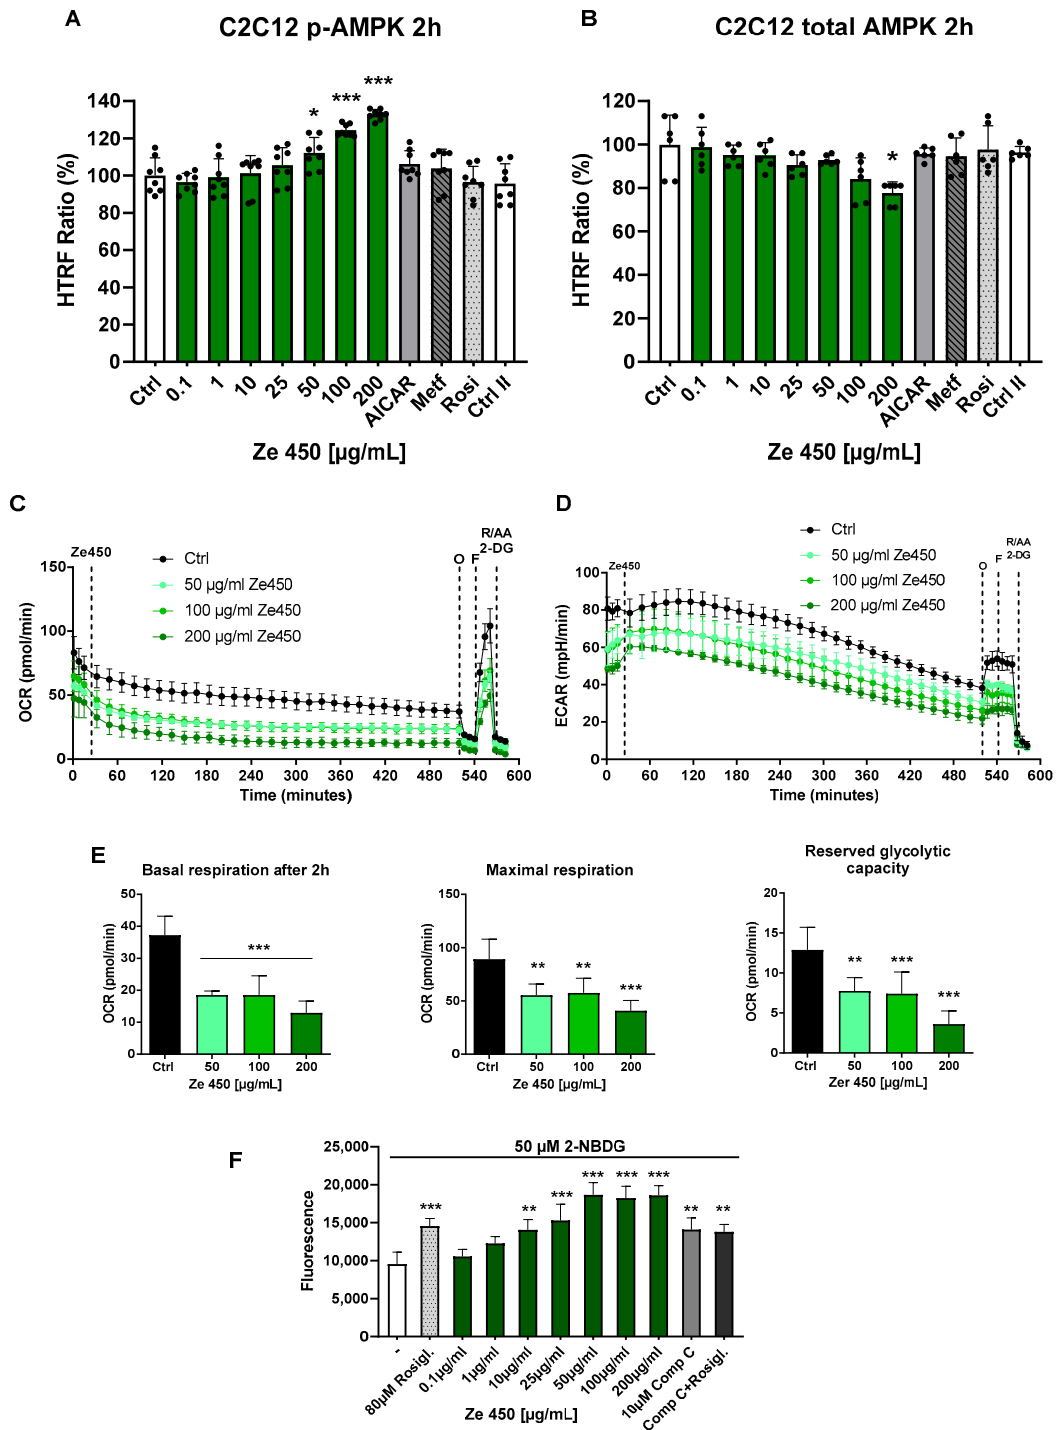 A
C2C12 p-AMPK 2h
HTRF Ratio (%)
140
120
100
80
60
40
20
0
*
***
***
Ctrl
0.1
1
10
25
50
100
200
AICAR
Metf
Rosi
Ctrl II
Ze 450 [µg/mL]
B
C2C12 total AMPK 2h
HTRF Ratio (%)
120
100
80
60
40
20
0
*
Ctrl
0.1
1
10
25
50
100
200
AICAR
Metf
Rosi
Ctrl II
Ze 450 [µg/mL]
C
Ze450
Ctrl
50 µg/ml Ze450
100 µg/ml Ze450
200 µg/ml Ze450
O
F
R/AA
2-DG
OCR (pmol/min)
150
100
50
0
0 60 120 180 240 300 360 420 480 540 600
Time (minutes)
D
Ze450
Ctrl
50 µg/ml Ze450
100 µg/ml Ze450
200 µg/ml Ze450
O
F
R/AA
2-DG
ECAR (mpH/min)
100
80
60
40
20
0
0 60 120 180 240 300 360 420 480 540 600
Time (minutes)
E
Basal respiration after 2h
OCR (pmol/min)
50
40
30
20
10
0
***
Ctrl 50 100 200
Ze 450 [µg/mL]
Maximal respiration
OCR (pmol/min)
150
100
50
0
** ** ***
Ctrl 50 100 200
Ze 450 [µg/mL]
Reserved glycolytic
capacity
OCR (pmol/min)
20
15
10
5
0
** *** ***
Ctrl 50 100 200
Zer 450 [µg/mL]
F
50 µM 2-NBDG
Fluorescence
25,000
20,000
15,000
10,000
5,000
0
*** ** *** *** *** *** ** **
-
80µM Rosigl.
0.1µg/ml
1µg/ml
10µg/ml
25µg/ml
50µg/ml
100µg/ml
200µg/ml
10µM Comp C
Comp C+Rosigl.
Ze 450 [µg/mL]